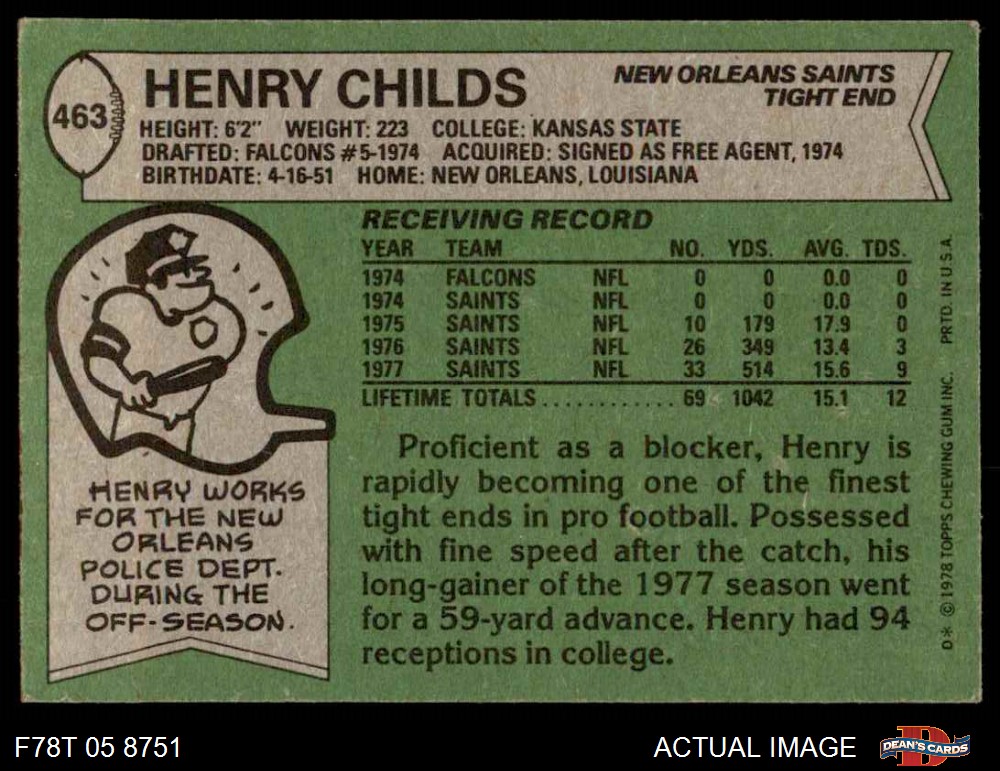 463
HENRY CHILDS
NEW ORLEANS SAINTS
TIGHT END
HEIGHT: 6'2" WEIGHT: 223 COLLEGE: KANSAS STATE
DRAFTED: FALCONS #5-1974 ACQUIRED: SIGNED AS FREE AGENT, 1974
BIRTHDATE: 4-16-51 HOME: NEW ORLEANS, LOUISIANA
RECEIVING RECORD
YEAR TEAM NO. YDS. AVG. TDS.
1974 FALCONS NFL 0 0 0.0 0
1974 SAINTS NFL 0 0 0.0 0
1975 SAINTS NFL 10 179 17.9 0
1976 SAINTS NFL 26 349 13.4 3
1977 SAINTS NFL 33 514 15.6 9
LIFETIME TOTALS............ 69 1042 15.1 12
HENRY WORKS
FOR THE NEW
ORLEANS
POLICE DEPT.
DURING THE
OFF-SEASON.
Proficient as a blocker, Henry is
rapidly becoming one of the finest
tight ends in pro football. Possessed
with fine speed after the catch, his
long-gainer of the 1977 season went
for a 59-yard advance. Henry had 94
receptions in college.
D* © 1978 TOPPS CHEWING GUM INC. PRTD. IN U.S.A.
F78T 05 8751
ACTUAL IMAGE
DEAN'S CARDS